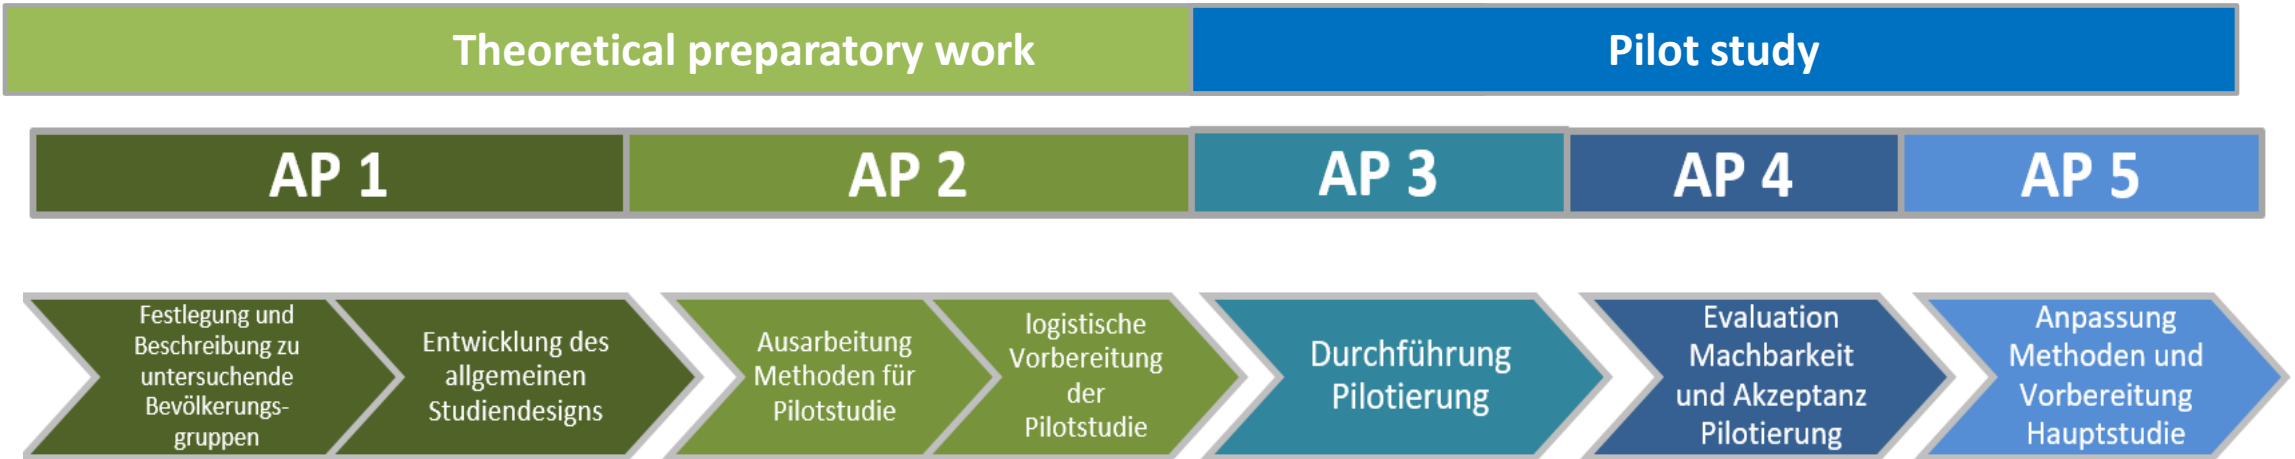 Theoretical preparatory work
Pilot study
AP 1
AP 2
AP 3
AP 4
AP 5
Festlegung und
Beschreibung zu
untersuchende
Bevölkerungs-
gruppen
Entwicklung des
allgemeinen
Studiendesigns
Ausarbeitung
Methoden für
Pilotstudie
logistische
Vorbereitung
der
Pilotstudie
Durchführung
Pilotierung
Evaluation
Machbarkeit
und Akzeptanz
Pilotierung
Anpassung
Methoden und
Vorbereitung
Hauptstudie